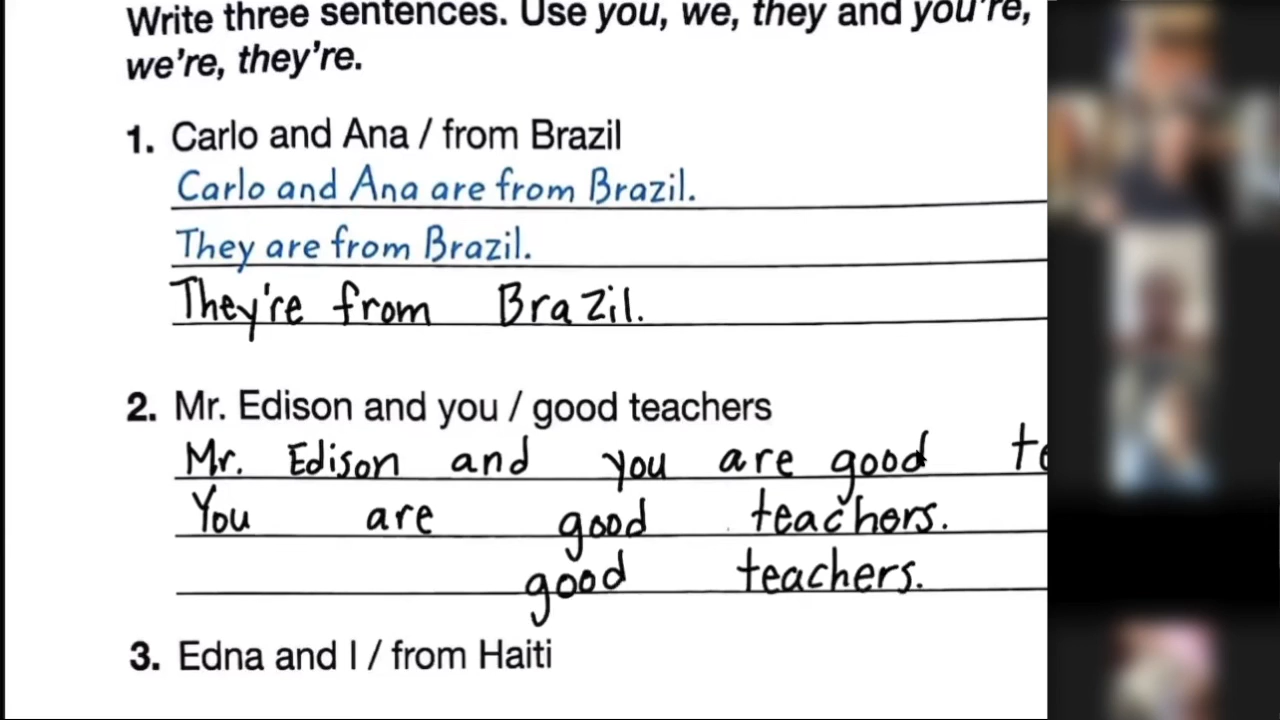 Write three sentences. Use you, we, they and you're,
we're, they're.
1. Carlo and Ana / from Brazil
Carlo and Ana are from Brazil.
They are from Brazil.
They're from Brazil.
2. Mr. Edison and you / good teachers
Mr. Edison and you are good
You are good teachers.
good teachers.
3. Edna and I / from Haiti